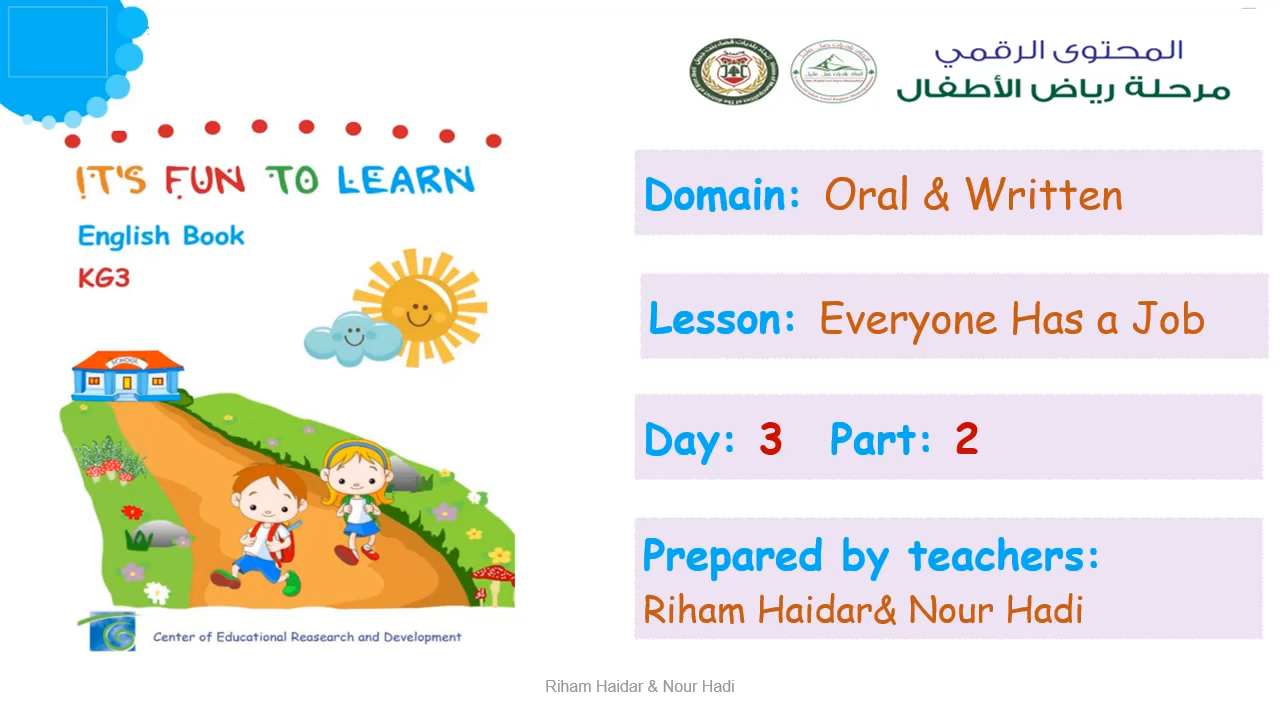 المحتوى الرقمي
مرحلة رياض الأطفال
IT'S FUN TO LEARN
English Book
KG3
SCHOOL
Center of Educational Reasearch and Development
Domain: Oral & Written
Lesson: Everyone Has a Job
Day: 3 Part: 2
Prepared by teachers:
Riham Haidar& Nour Hadi
Riham Haidar & Nour Hadi